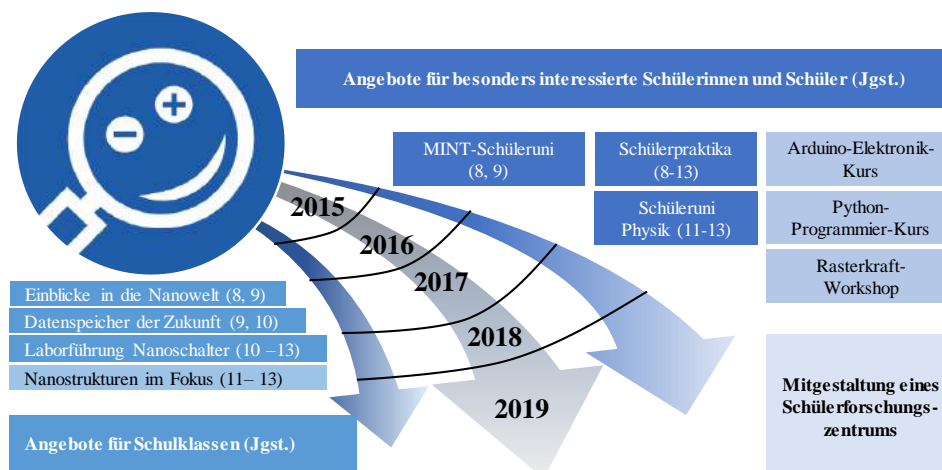 Angebote für besonders interessierte Schülerinnen und Schüler (Jgst.)
MINT-Schüleruni
(8, 9)
Schülerpraktika
(8-13)
Arduino-Elektronik-
Kurs
Schüleruni
Physik (11-13)
Python-
Programmier-Kurs
Rasterkraft-
Workshop
2015
2016
2017
2018
2019
Einblicke in die Nanowelt (8, 9)
Datenspeicher der Zukunft (9, 10)
Laborführung Nanoschalter (10 –13)
Nanostrukturen im Fokus (11– 13)
Angebote für Schulklassen (Jgst.)
Mitgestaltung eines
Schülerforschungs-
zentrums